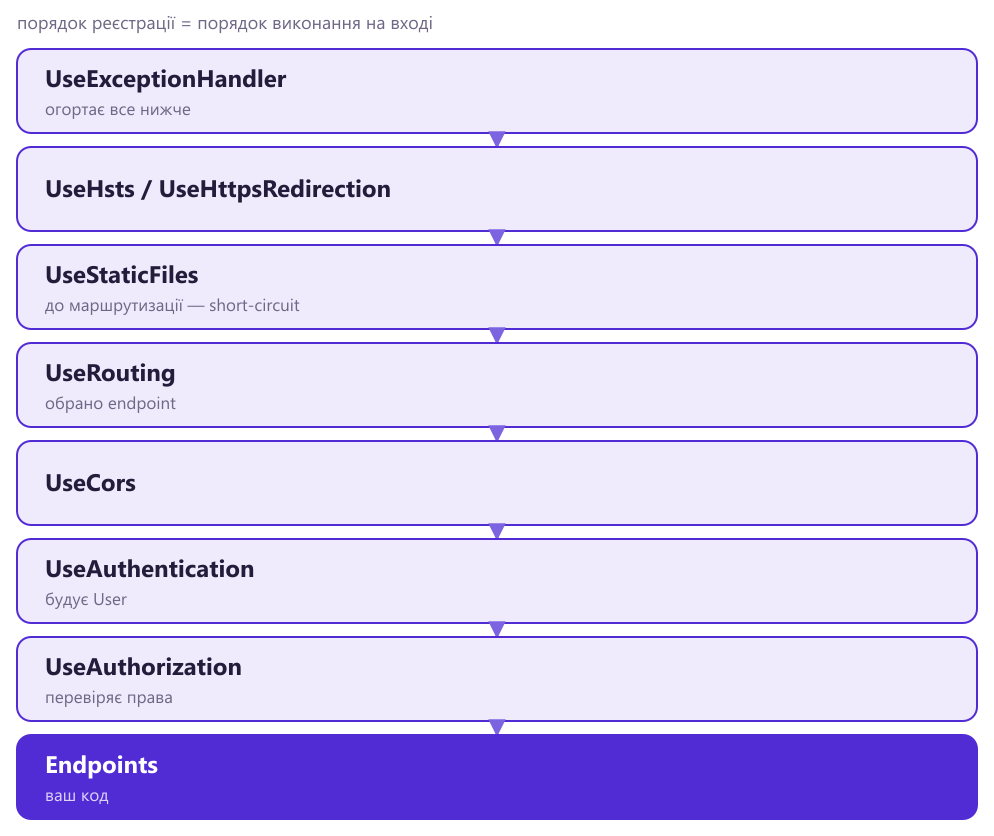 порядок реєстрації = порядок виконання на вході
UseExceptionHandler
огортає все нижче
UseHsts / UseHttpsRedirection
UseStaticFiles
до маршрутизації — short-circuit
UseRouting
обрано endpoint
UseCors
UseAuthentication
будує User
UseAuthorization
перевіряє права
Endpoints
ваш код